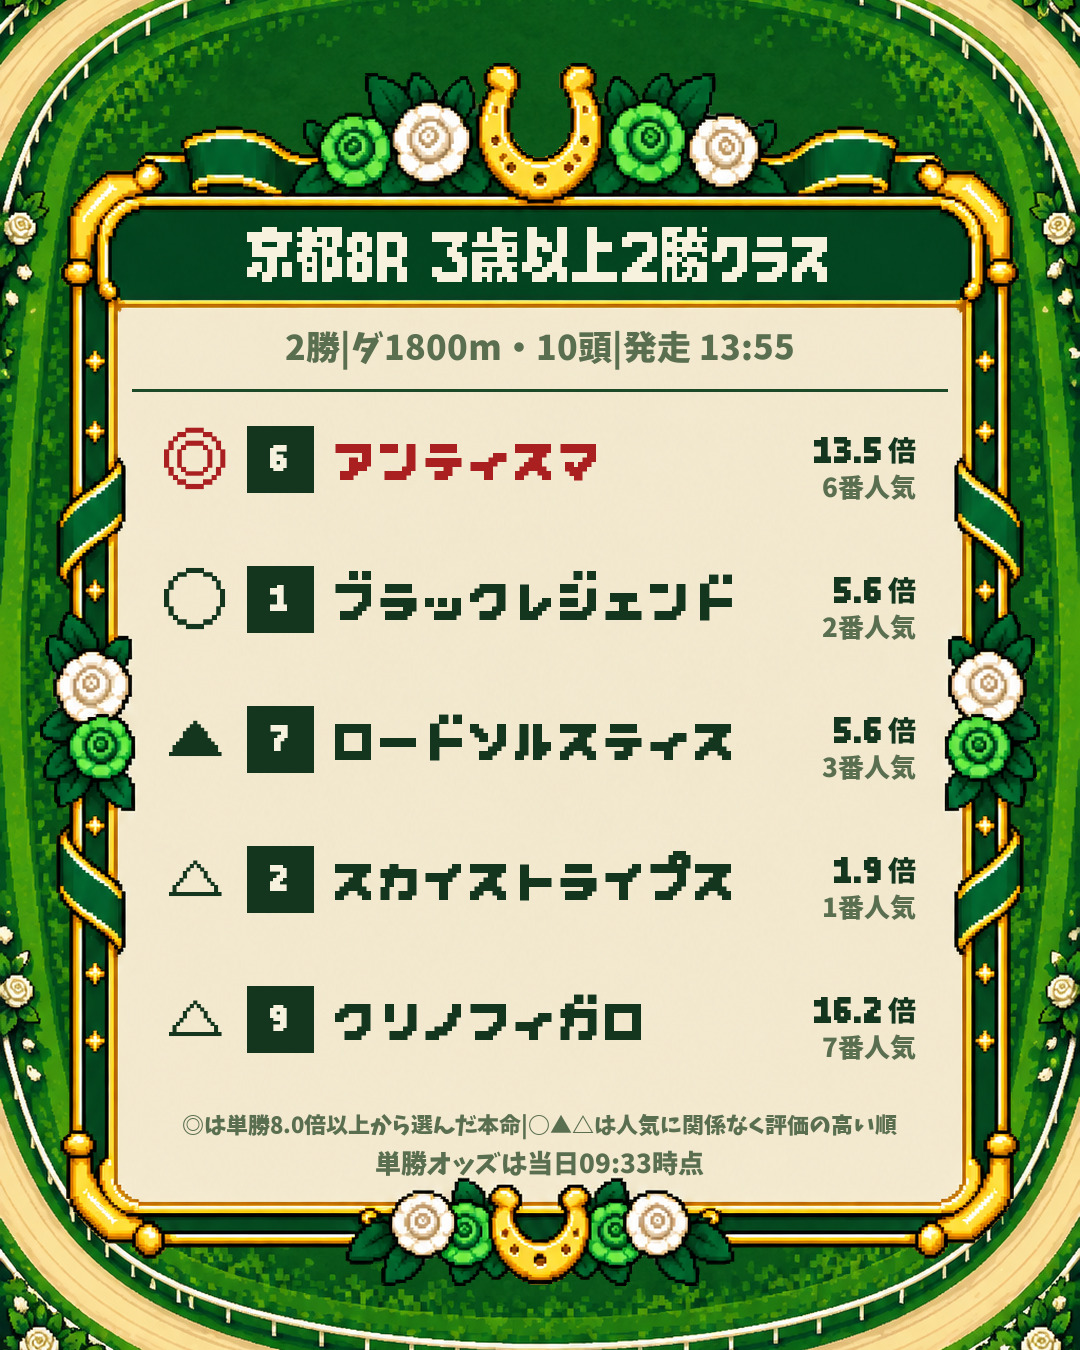 京都8R 3歳以上2勝クラス
2勝|ダ1800m・10頭|発走 13:55
◎ 6 アンティスマ 13.5倍
6番人気
○ 1 ブラックレジェンド 5.6倍
2番人気
▲ 7 ロードソルスティス 5.6倍
3番人気
△ 2 スカイストライプス 1.9倍
1番人気
△ 9 クリノフィガロ 16.2倍
7番人気
◎は単勝8.0倍以上から選んだ本命|○▲△は人気に関係なく評価の高い順
単勝オッズは当日09:33時点